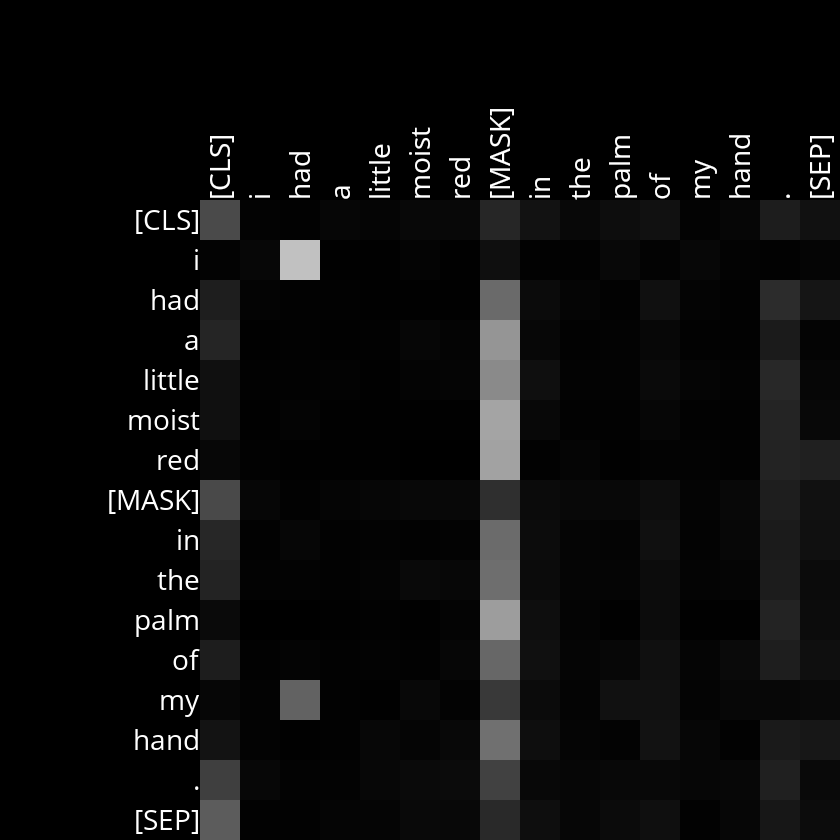 [CLS] i had a little moist red [MASK] in the palm of my hand . [SEP]
[CLS]
i
had
a
little
moist
red
[MASK]
in
the
palm
of
my
hand
.
[SEP]